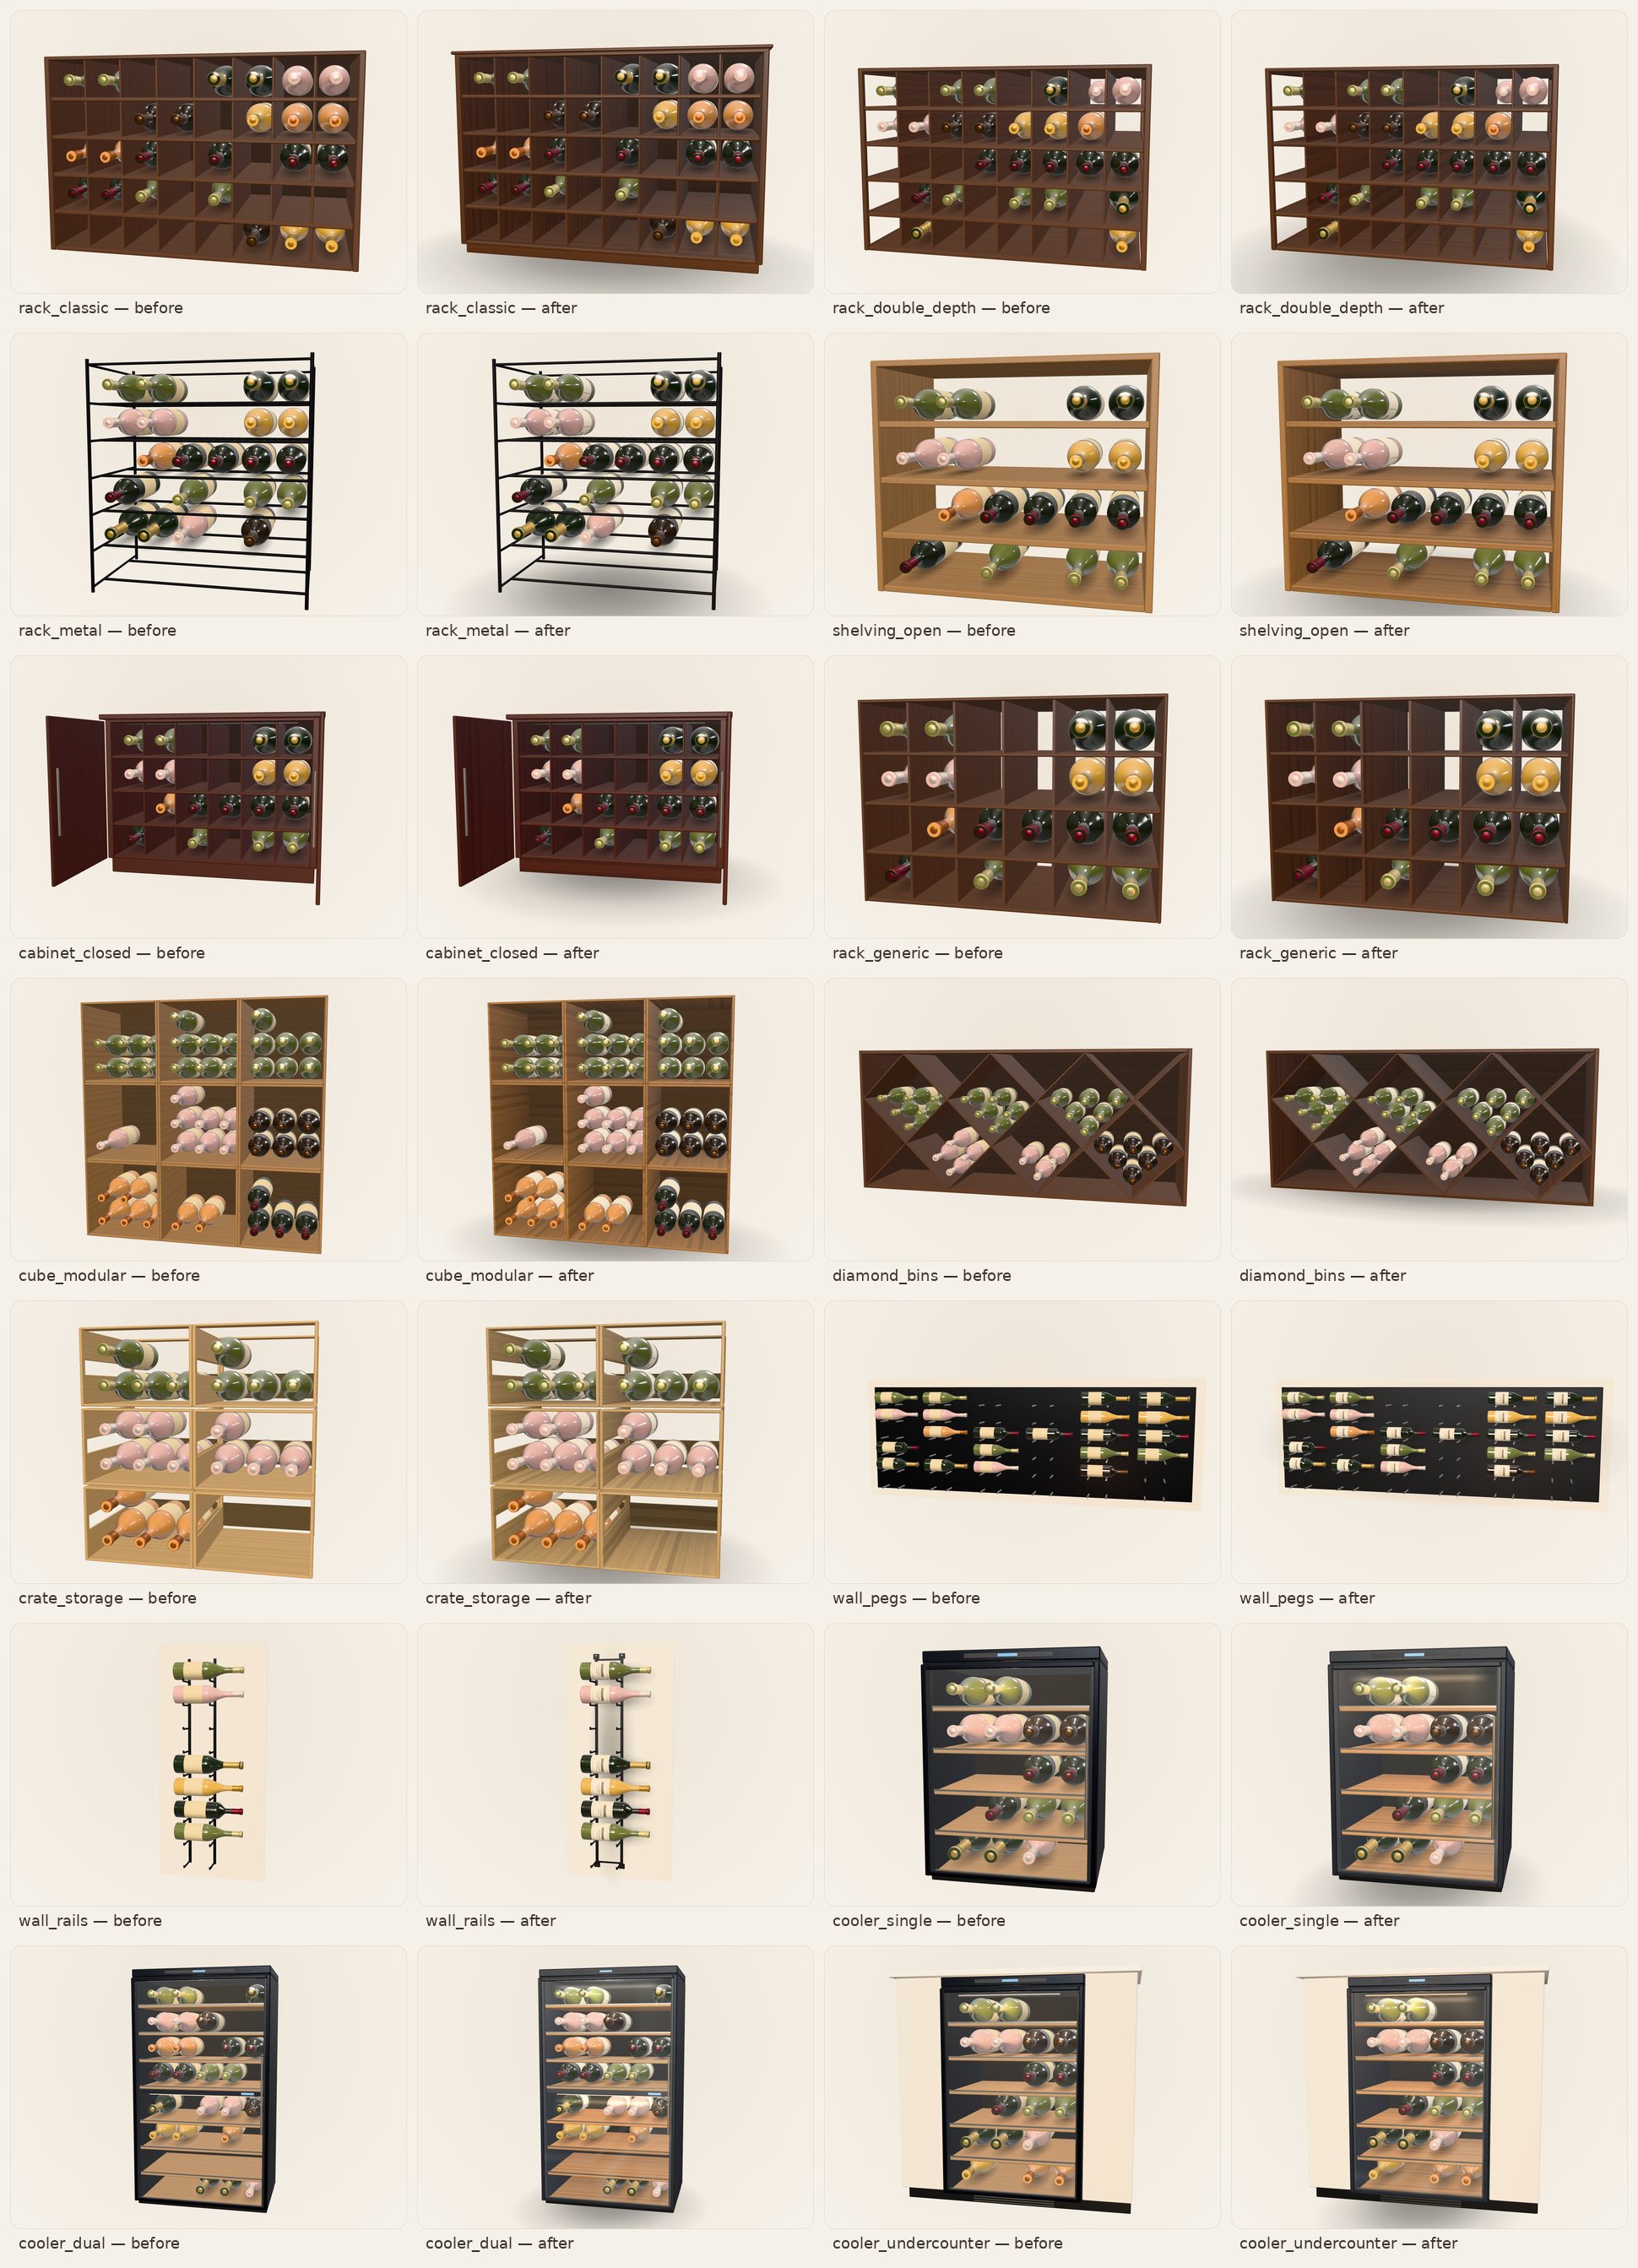 rack_classic — before
rack_classic — after
rack_double_depth — before
rack_double_depth — after
rack_metal — before
rack_metal — after
shelving_open — before
shelving_open — after
cabinet_closed — before
cabinet_closed — after
rack_generic — before
rack_generic — after
cube_modular — before
cube_modular — after
diamond_bins — before
diamond_bins — after
crate_storage — before
crate_storage — after
wall_pegs — before
wall_pegs — after
wall_rails — before
wall_rails — after
cooler_single — before
cooler_single — after
cooler_dual — before
cooler_dual — after
cooler_undercounter — before
cooler_undercounter — after